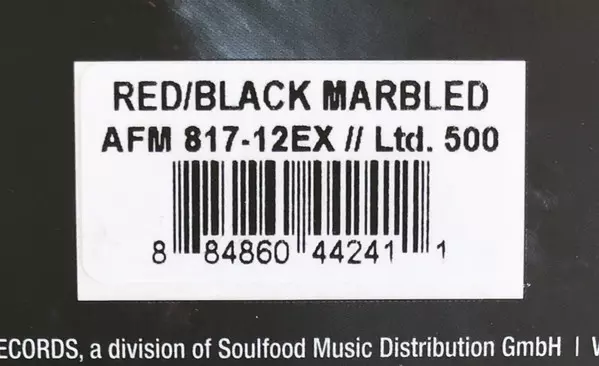 RED/BLACK MARBLED
AFM 817-12EX // Ltd. 500
8 84860 44241 1
ECORDS, a division of Soulfood Music Distribution GmbH |